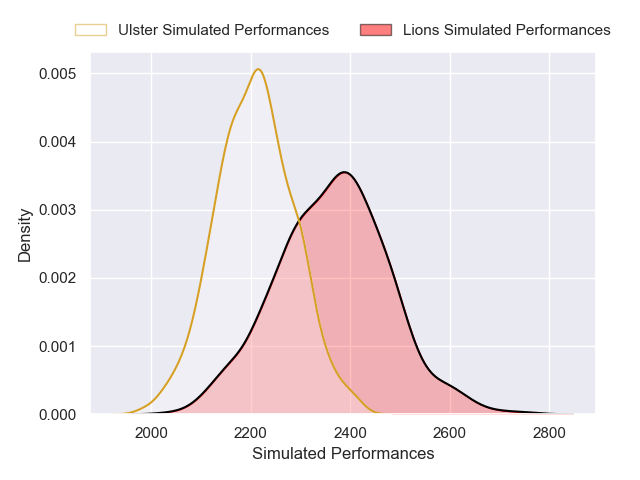 Ulster Simulated Performances
Lions Simulated Performances
0.005
0.004
0.003
0.002
0.001
0.000
Density
2000
2200
2400
2600
2800
Simulated Performances